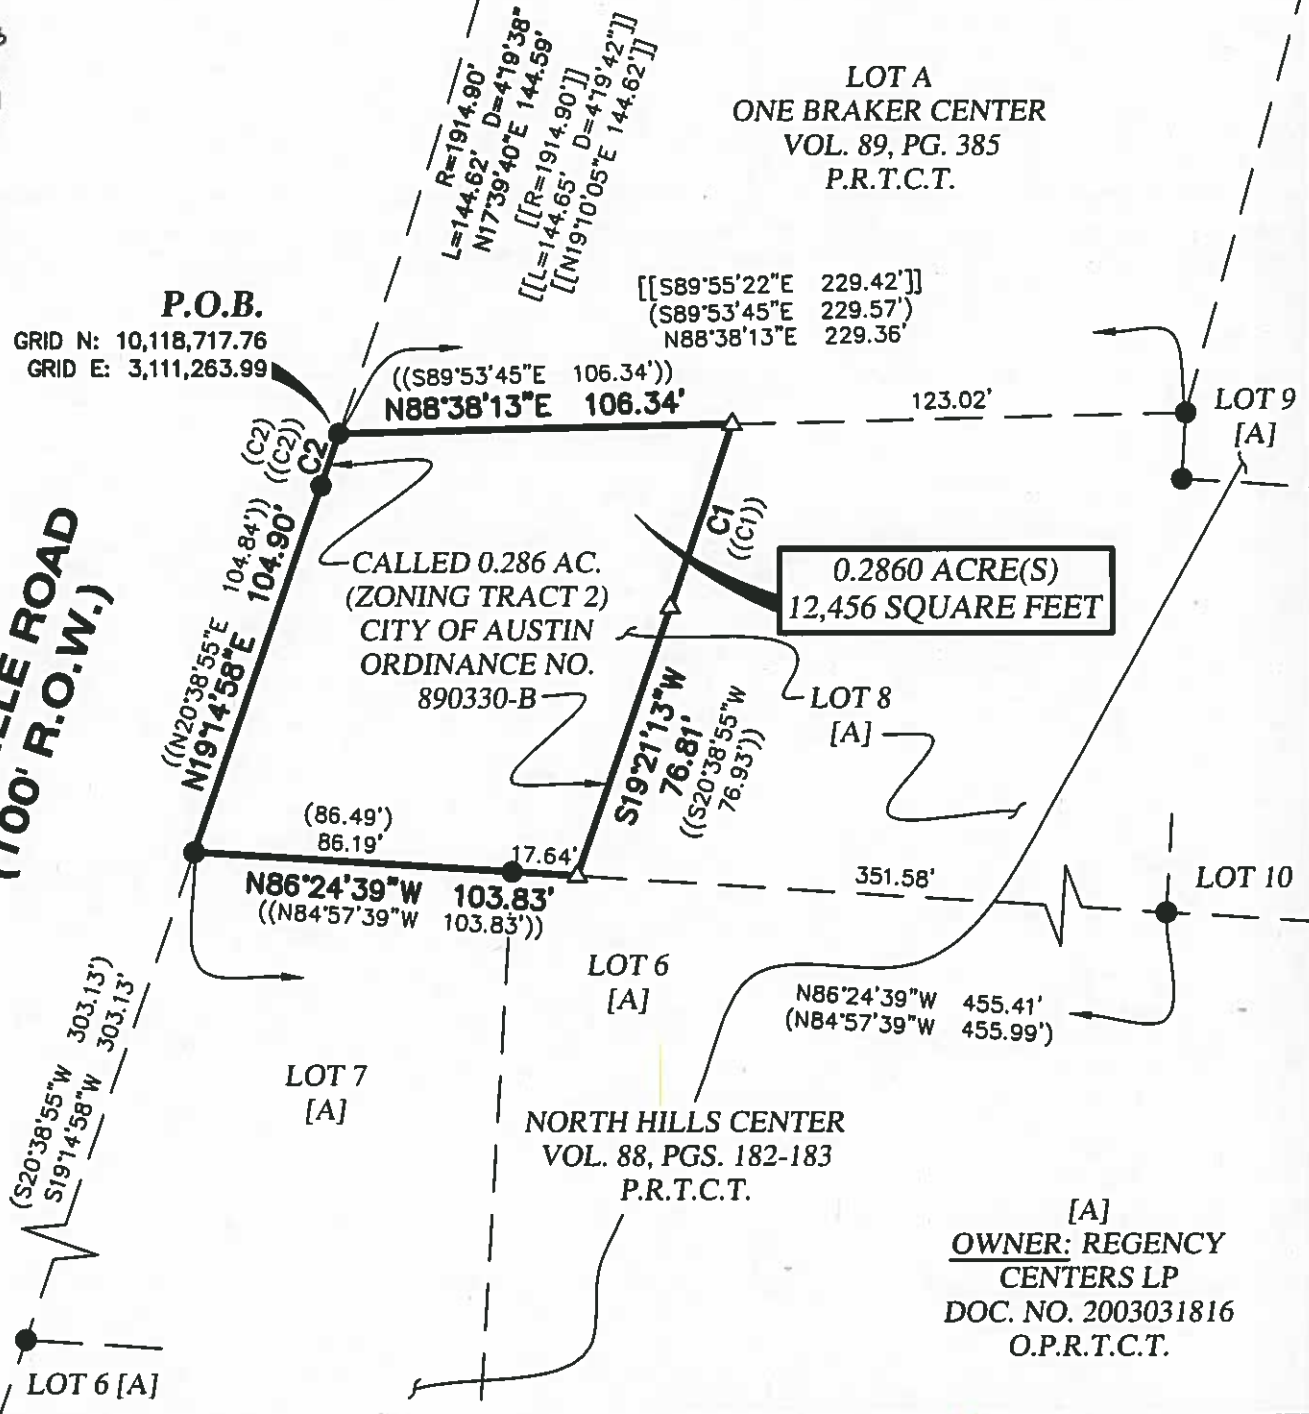 R=1914.90'
L=144.62' D=4°19'38"
N17°39'40"E 144.59'
[[R=1914.90']]
[[L=144.65' D=4°19'42"]]
[[N19°10'05"E 144.62']]
LOT A
ONE BRAKER CENTER
VOL. 89, PG. 385
P.R.T.C.T.
P.O.B.
GRID N: 10,118,717.76
GRID E: 3,111,263.99
[[S89°55'22"E 229.42']]
(S89°53'45"E 229.57')
N88°38'13"E 229.36'
((S89°53'45"E 106.34'))
N88°38'13"E 106.34'
123.02'
LOT 9
[A]
(C2)
((C2))
C2
C1
((C1))
((N20°38'55"E 104.84'))
N19°14'58"E 104.90'
ROAD
R.O.W.)
CALLED 0.286 AC.
(ZONING TRACT 2)
CITY OF AUSTIN
ORDINANCE NO.
890330-B
0.2860 ACRE(S)
12,456 SQUARE FEET
LOT 8
[A]
S19°21'13"W
76.81'
((S20°38'55"W
76.93'))
(86.49')
86.19'
17.64'
N86°24'39"W 103.83'
((N84°57'39"W 103.83'))
351.58'
LOT 10
LOT 6
[A]
N86°24'39"W 455.41'
(N84°57'39"W 455.99')
(S20°38'55"W 303.13')
S19°14'58"W 303.13'
LOT 7
[A]
NORTH HILLS CENTER
VOL. 88, PGS. 182-183
P.R.T.C.T.
[A]
OWNER: REGENCY
CENTERS LP
DOC. NO. 2003031816
O.P.R.T.C.T.
LOT 6 [A]